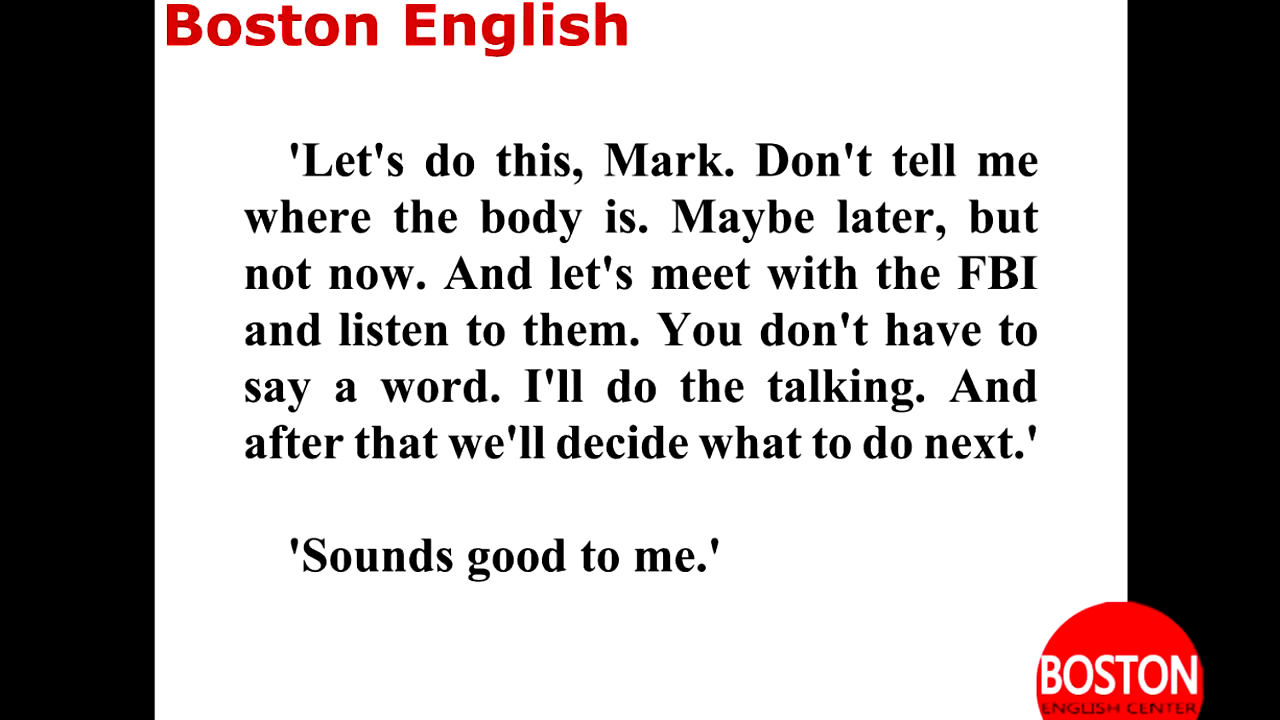 Boston English
'Let's do this, Mark. Don't tell me
where the body is. Maybe later, but
not now. And let's meet with the FBI
and listen to them. You don't have to
say a word. I'll do the talking. And
after that we'll decide what to do next.'
'Sounds good to me.'
BOSTON
ENGLISH CENTER